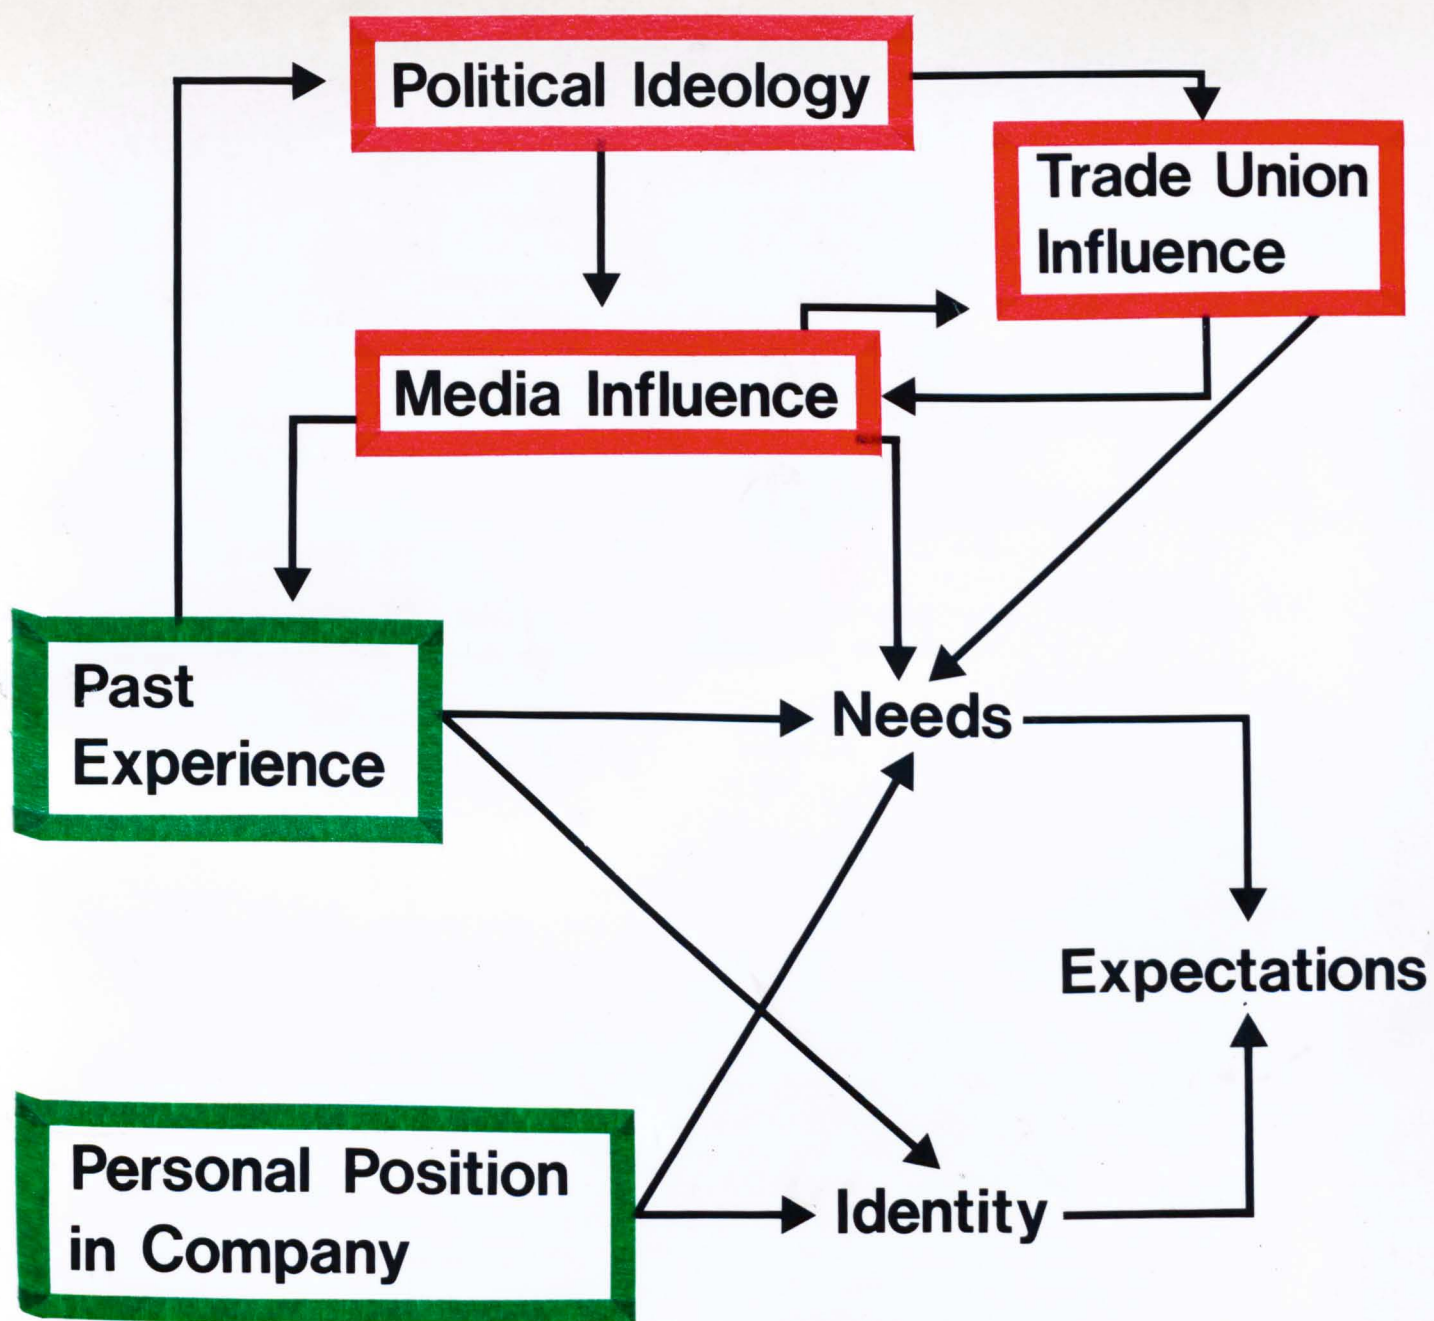 Political Ideology
Trade Union
Influence
Media Influence
Past
Experience
Needs
Expectations
Personal Position
in Company
Identity